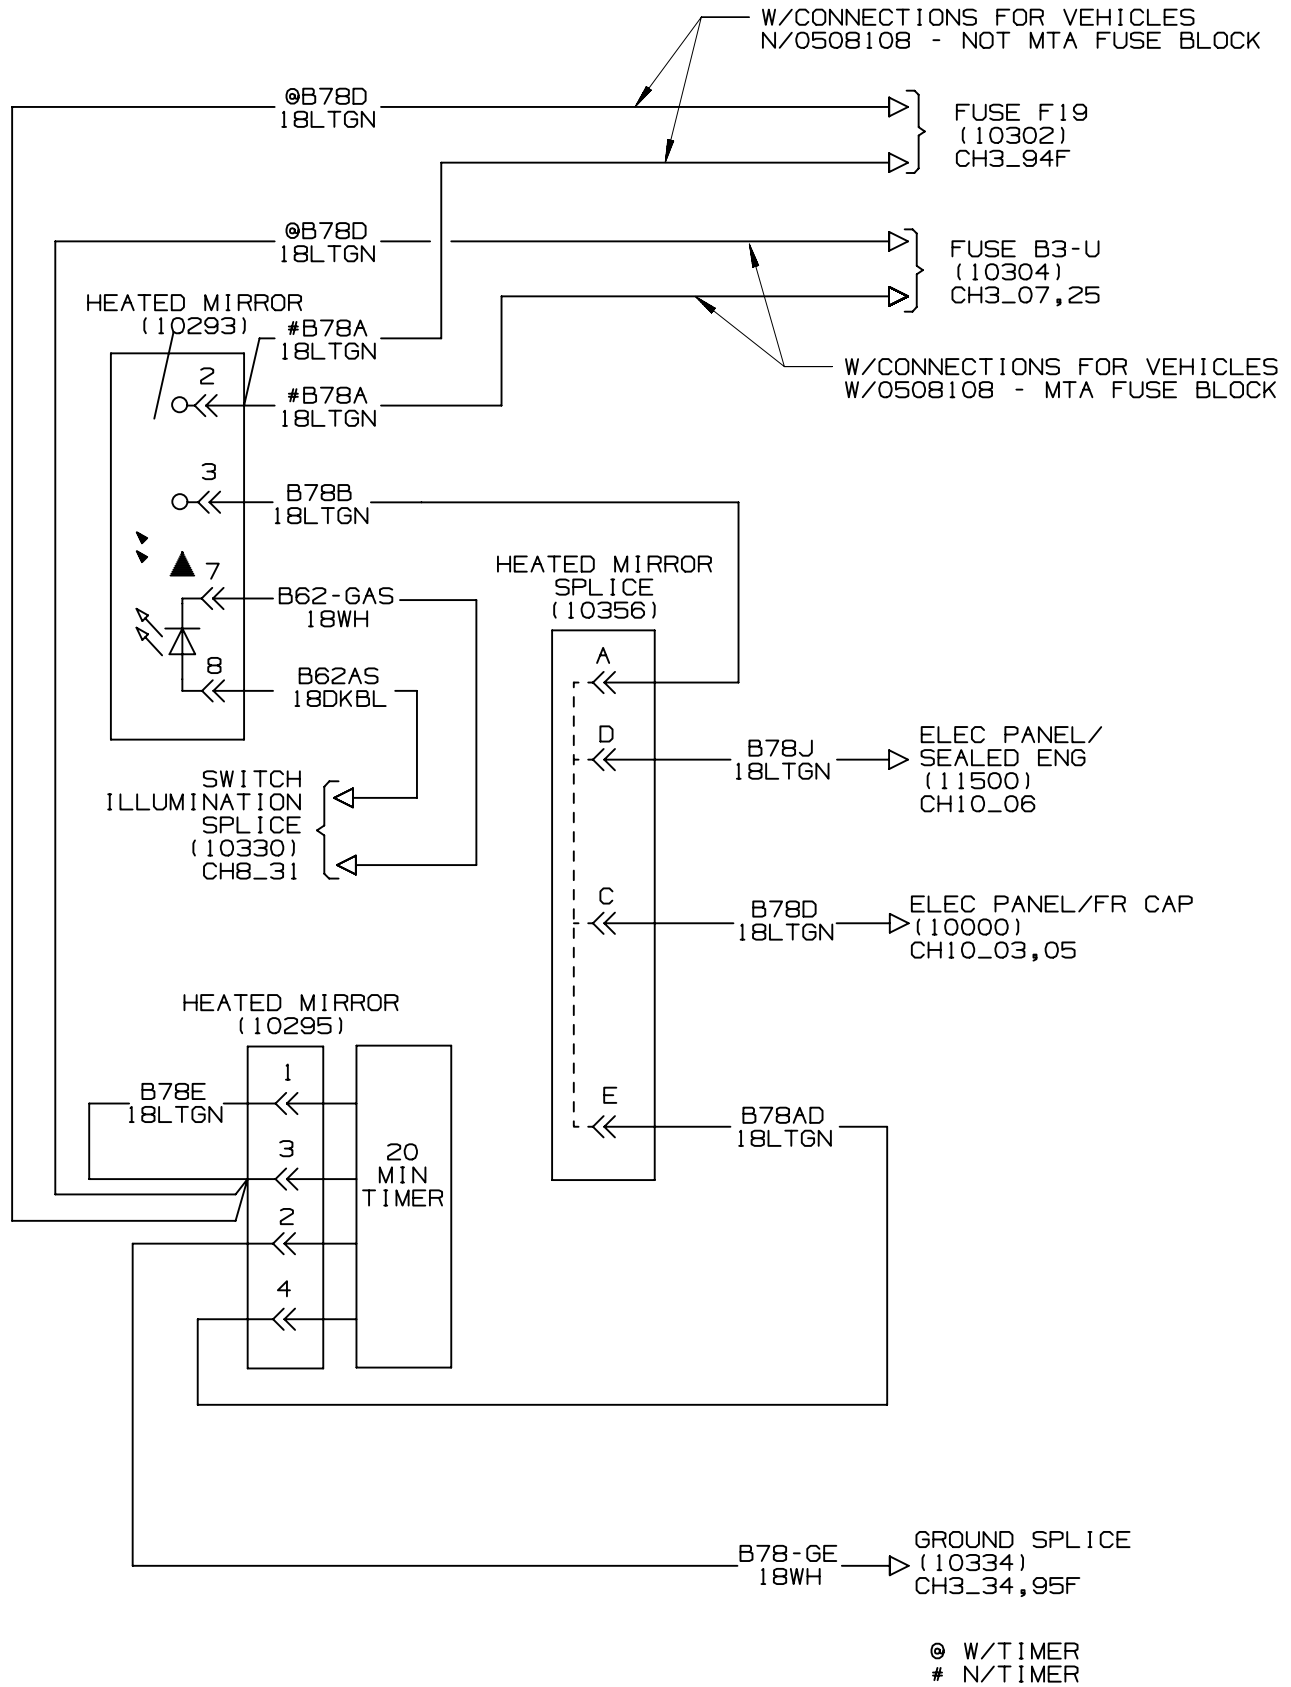 W/CONNECTIONS FOR VEHICLES
N/0508108 - NOT MTA FUSE BLOCK
@B78D
18LTGN
FUSE F19
(10302)
CH3_94F
@B78D
18LTGN
FUSE B3-U
(10304)
CH3_07,25
HEATED MIRROR
(10293)
#B78A
18LTGN
W/CONNECTIONS FOR VEHICLES
W/0508108 - MTA FUSE BLOCK
2
#B78A
18LTGN
3
B78B
18LTGN
HEATED MIRROR
SPLICE
(10356)
7
B62-GAS
18WH
A
8
B62AS
18DKBL
D
B78J
18LTGN
ELEC PANEL/
SEALED ENG
(11500)
CH10_06
SWITCH
ILLUMINATION
SPLICE
(10330)
CH8_31
C
B78D
18LTGN
ELEC PANEL/FR CAP
(10000)
CH10_03,05
HEATED MIRROR
(10295)
1
B78E
18LTGN
E
B78AD
18LTGN
3
20
MIN
TIMER
2
4
B78-GE
18WH
GROUND SPLICE
(10334)
CH3_34,95F
@ W/TIMER
# N/TIMER